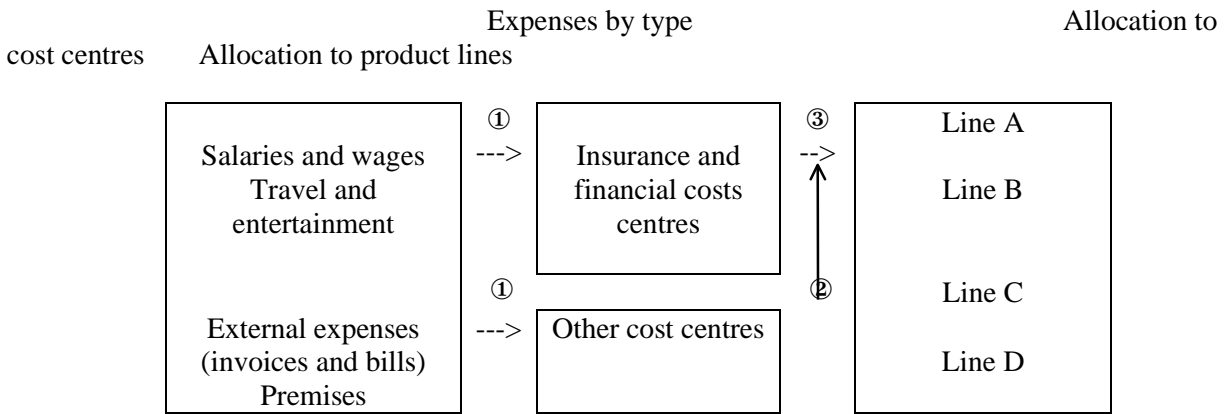 Expenses by type Allocation to
cost centres Allocation to product lines
Salaries and wages
Travel and
entertainment
External expenses
(invoices and bills)
Premises
① --->
① --->
Insurance and
financial costs
centres
Other cost centres
③ -->
②
Line A
Line B
Line C
Line D